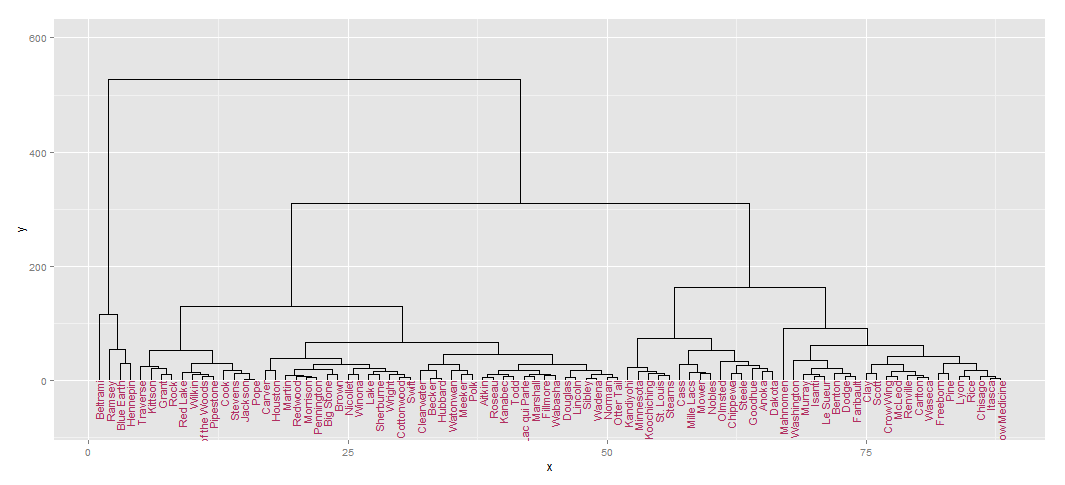 600
400
200
0
y
Beltrami
Ramsey
Blue Earth
Hennepin
Traverse
Kittson
Grant
Rock
Red Lake
Wilkin
of the Woods
Pipestone
Cook
Stevens
Jackson
Pope
Carver
Houston
Martin
Redwood
Morrison
Pennington
Big Stone
Brown
Nicollet
Winona
Lake
Sherburne
Wright
Cottonwood
Swift
Clearwater
Becker
Hubbard
Watonwan
Meeker
Polk
Aitkin
Roseau
Kanabec
Todd
Lac qui Parle
Marshall
Fillmore
Wabasha
Douglas
Lincoln
Sibley
Wadena
Norman
Otter Tail
Kandiyohi
Minnesota
Koochiching
St. Louis
Stearns
Cass
Mille Lacs
Mower
Nobles
Olmsted
Chippewa
Steele
Goodhue
Anoka
Dakota
Mahnomen
Washington
Murray
Isanti
Le Sueur
Benton
Dodge
Faribault
Clay
Scott
Crow Wing
McLeod
Renville
Carlton
Waseca
Freeborn
Pine
Lyon
Rice
Chisago
Itasca
ow Medicine
0
25
50
75
x